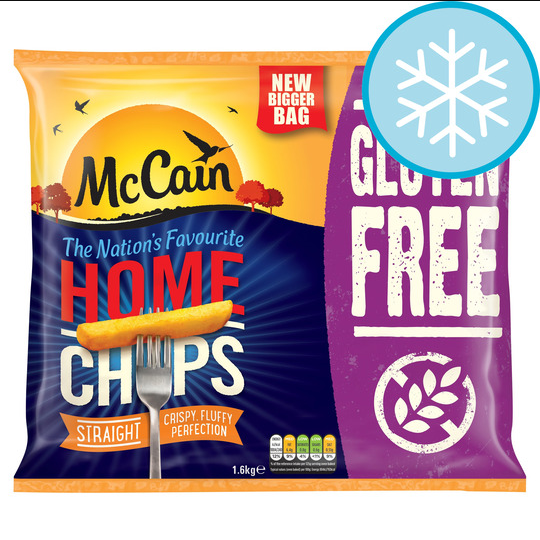 NEW
BIGGER
BAG
McCain
The Nation's Favourite
HOME
CHIPS
STRAIGHT
CRISPY, FLUFFY
PERFECTION
1.6kg℮
GLUTEN
FREE